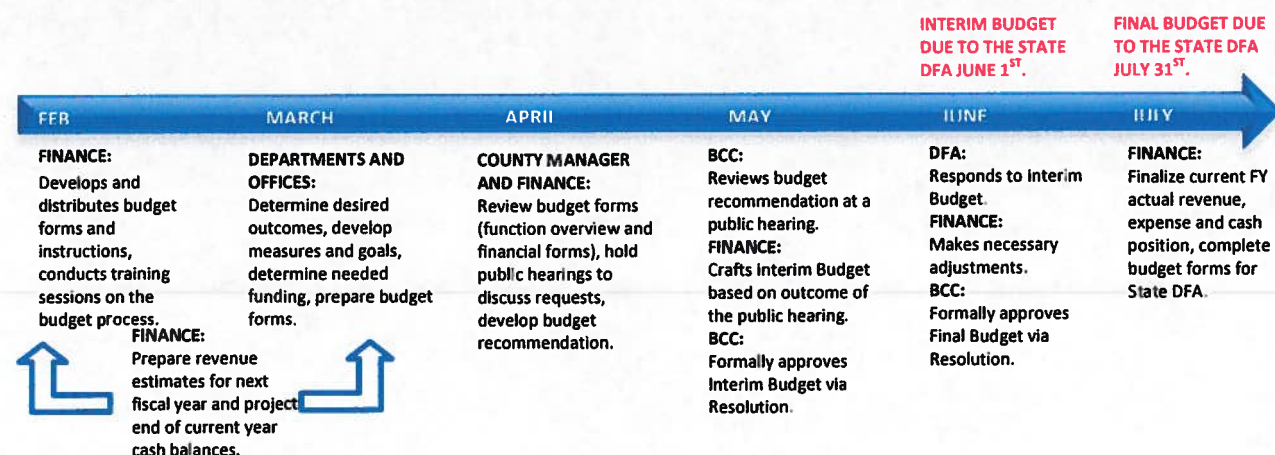 INTERIM BUDGET
DUE TO THE STATE
DFA JUNE 1ST.
FINAL BUDGET DUE
TO THE STATE DFA
JULY 31ST.
FEB
MARCH
APRIL
MAY
JUNE
JULY
FINANCE:
Develops and
distributes budget
forms and
instructions,
conducts training
sessions on the
budget process.
FINANCE:
Prepare revenue
estimates for next
fiscal year and project
end of current year
cash balances.
DEPARTMENTS AND
OFFICES:
Determine desired
outcomes, develop
measures and goals,
determine needed
funding, prepare budget
forms.
COUNTY MANAGER
AND FINANCE:
Review budget forms
(function overview and
financial forms), hold
public hearings to
discuss requests,
develop budget
recommendation.
BCC:
Reviews budget
recommendation at a
public hearing.
FINANCE:
Crafts Interim Budget
based on outcome of
the public hearing.
BCC:
Formally approves
Interim Budget via
Resolution.
DFA:
Responds to Interim
Budget.
FINANCE:
Makes necessary
adjustments.
BCC:
Formally approves
Final Budget via
Resolution.
FINANCE:
Finalize current FY
actual revenue,
expense and cash
position, complete
budget forms for
State DFA.